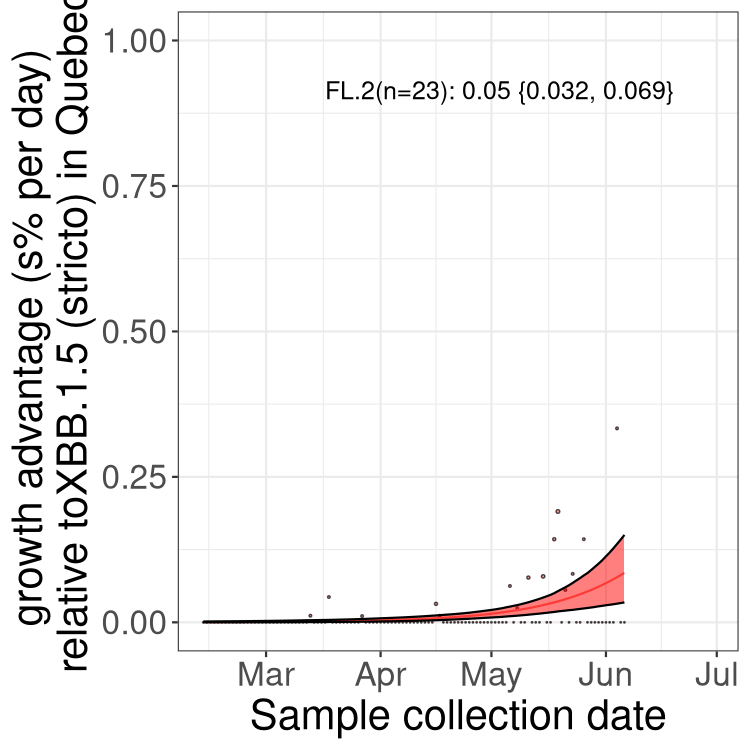 growth advantage (s% per day)
relative toXBB.1.5 (stricto) in Quebec
1.00
0.75
0.50
0.25
0.00
FL.2(n=23): 0.05 {0.032, 0.069}
Mar Apr May Jun Jul
Sample collection date